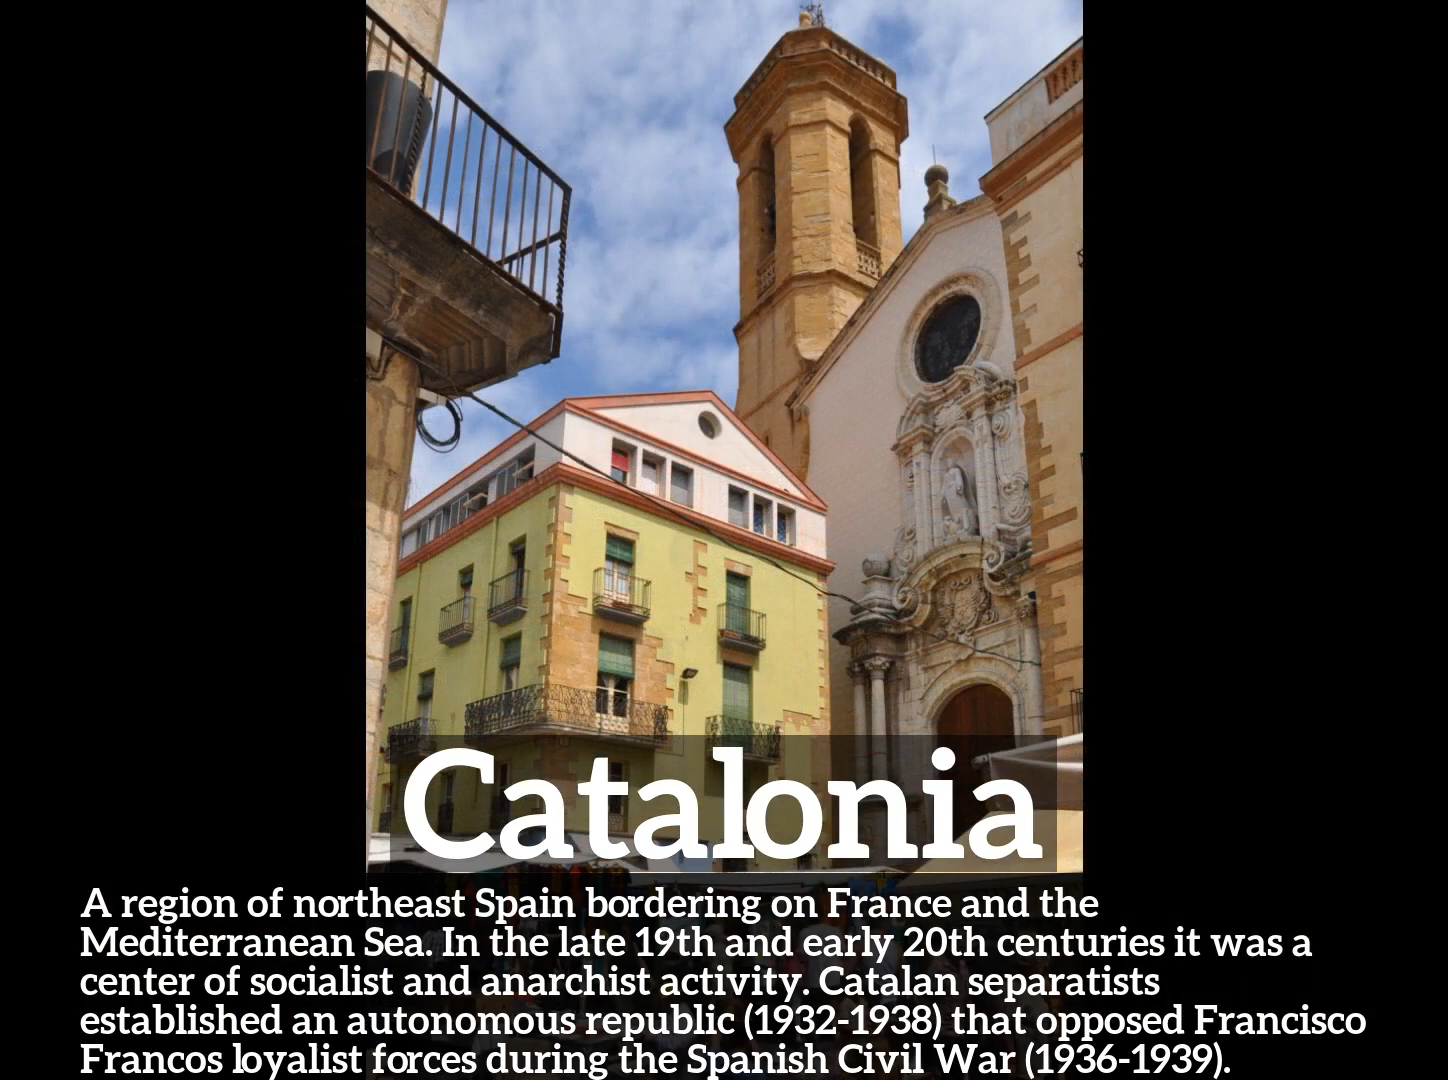 Catalonia
A region of northeast Spain bordering on France and the
Mediterranean Sea. In the late 19th and early 20th centuries it was a
center of socialist and anarchist activity. Catalan separatists
established an autonomous republic (1932-1938) that opposed Francisco
Francos loyalist forces during the Spanish Civil War (1936-1939).